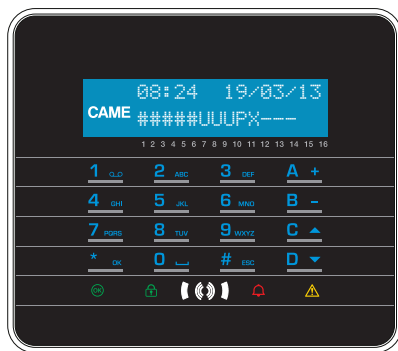 08:24 19/03/13
CAME #####UUUPX---
1 2 3 4 5 6 7 8 9 10 11 12 13 14 15 16
1 2 ABC 3 DEF A +
4 GHI 5 JKL 6 MNO B -
7 PQRS 8 TUV 9 WXYZ C
* OK 0 # ESC D
OK